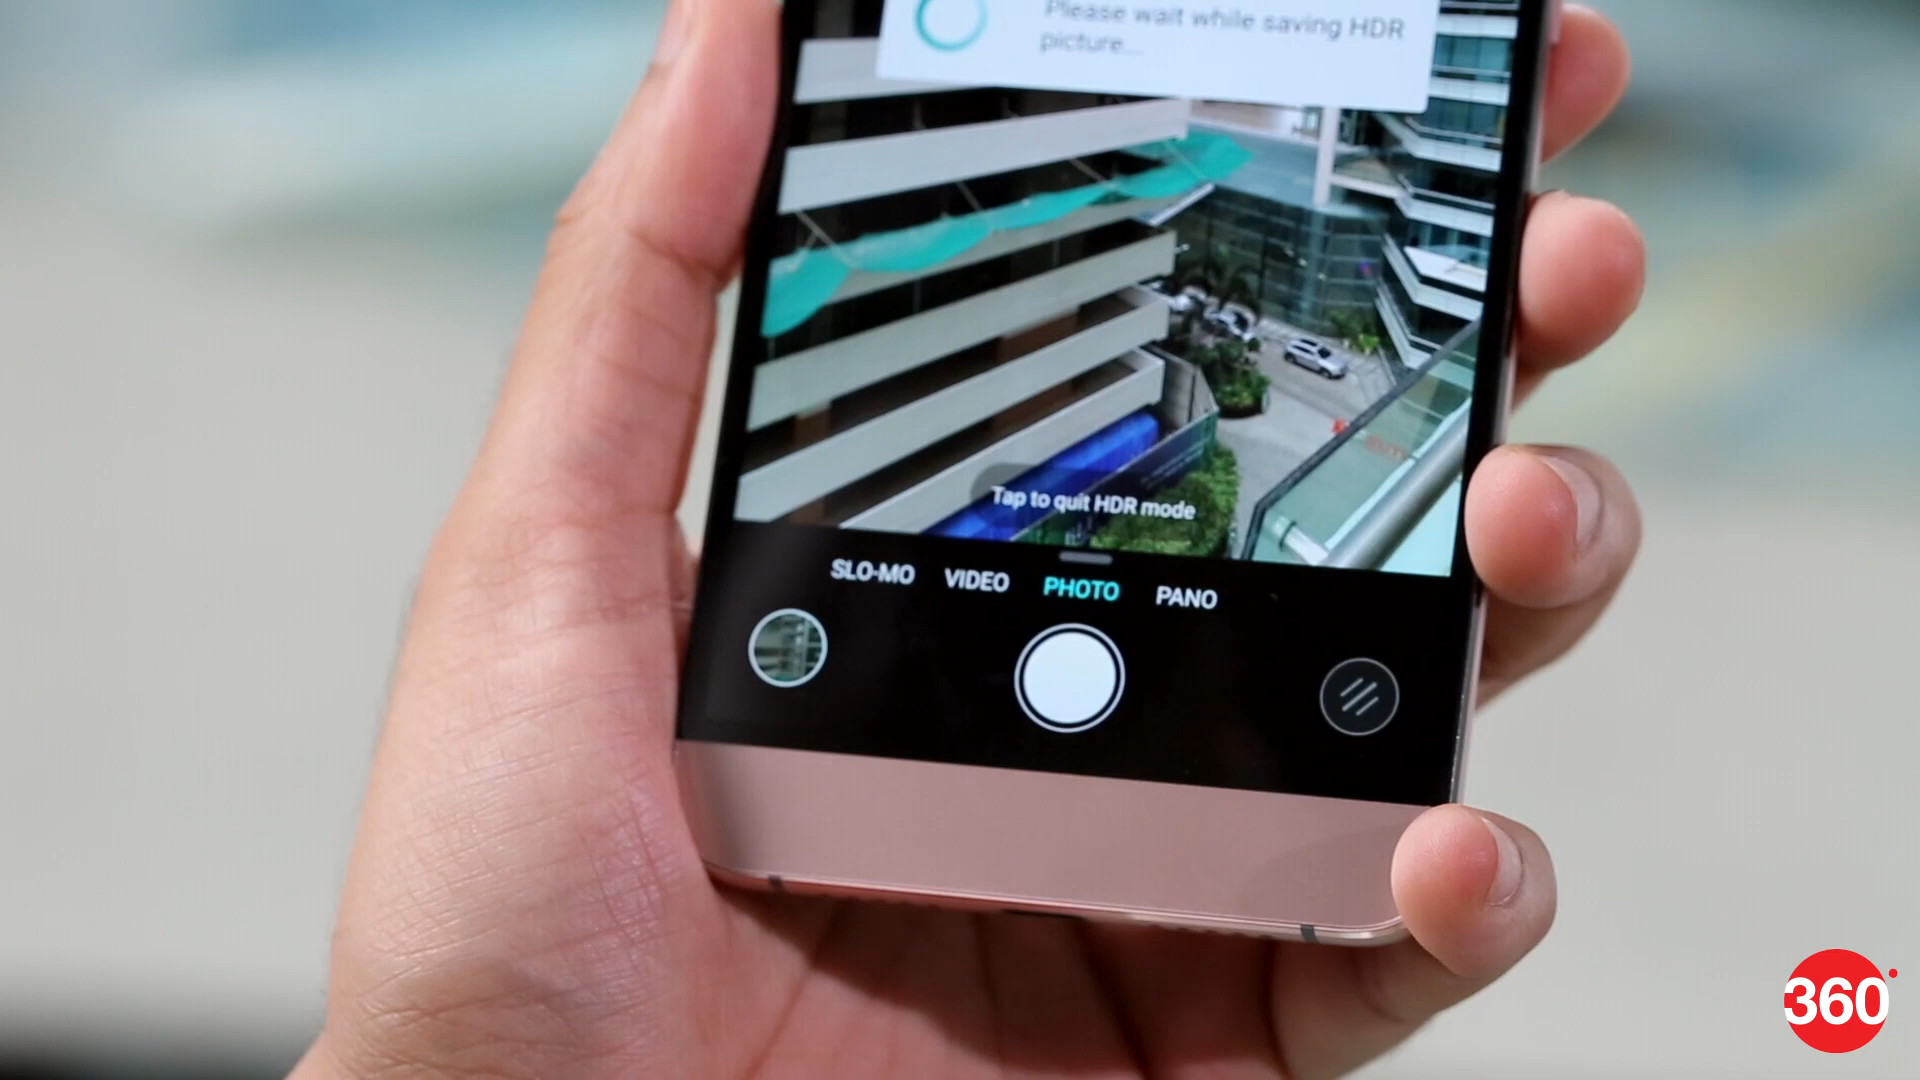 Please wait while saving HDR
picture...
Tap to quit HDR mode
SLO-MO VIDEO PHOTO PANO
360